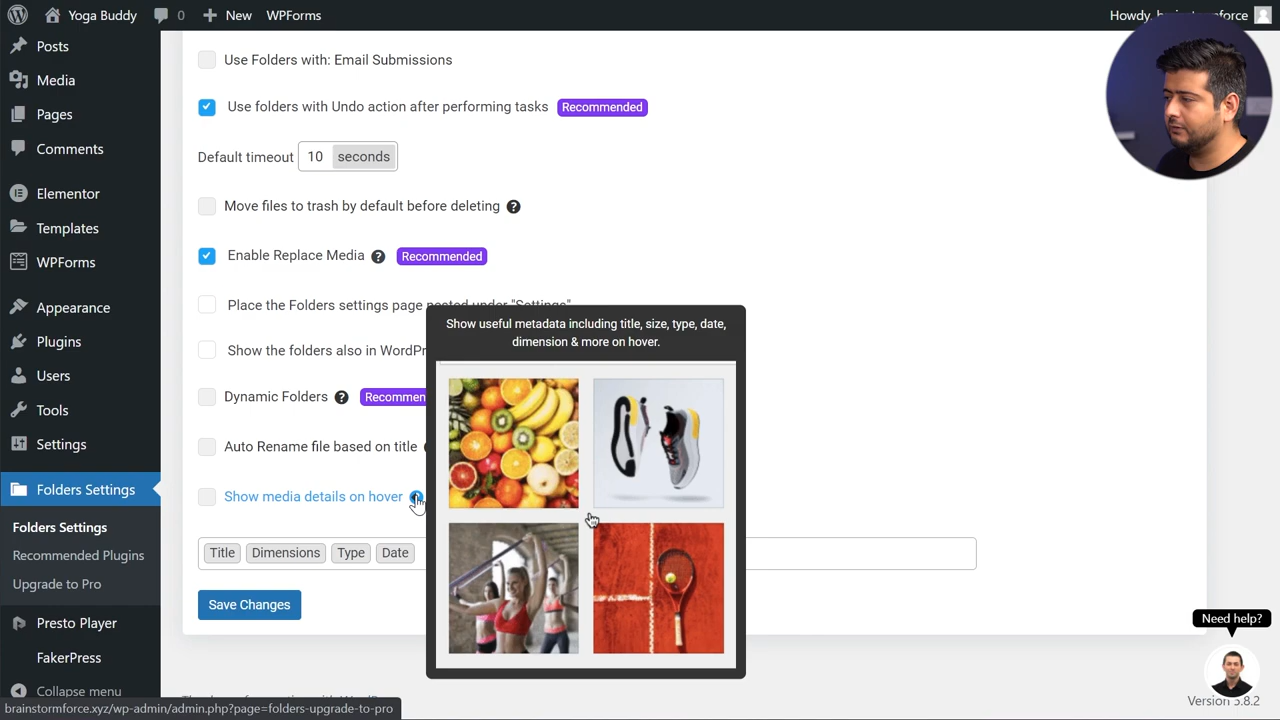 Yoga Buddy
0
New
WPForms
Howdy,
Posts
Media
Pages
Comments
Elementor
Templates
WPForms
Appearance
Plugins
Users
Tools
Settings
Folders Settings
Folders Settings
Recommended Plugins
Upgrade to Pro
Presto Player
FakerPress
Collapse menu
Use Folders with: Email Submissions
Use folders with Undo action after performing tasks Recommended
Default timeout 10 seconds
Move files to trash by default before deleting ?
Enable Replace Media ? Recommended
Place the Folders settings page nested under "Settings"
Show the folders also in
Dynamic Folders ?
Auto Rename file based on title
Show media details on hover
Show useful metadata including title, size, type, date,
dimension & more on hover.
Title Dimensions Type Date
Save Changes
Need help?
Version 5.8.2
brainstormforce.xyz/wp-admin/admin.php?page=folders-upgrade-to-pro